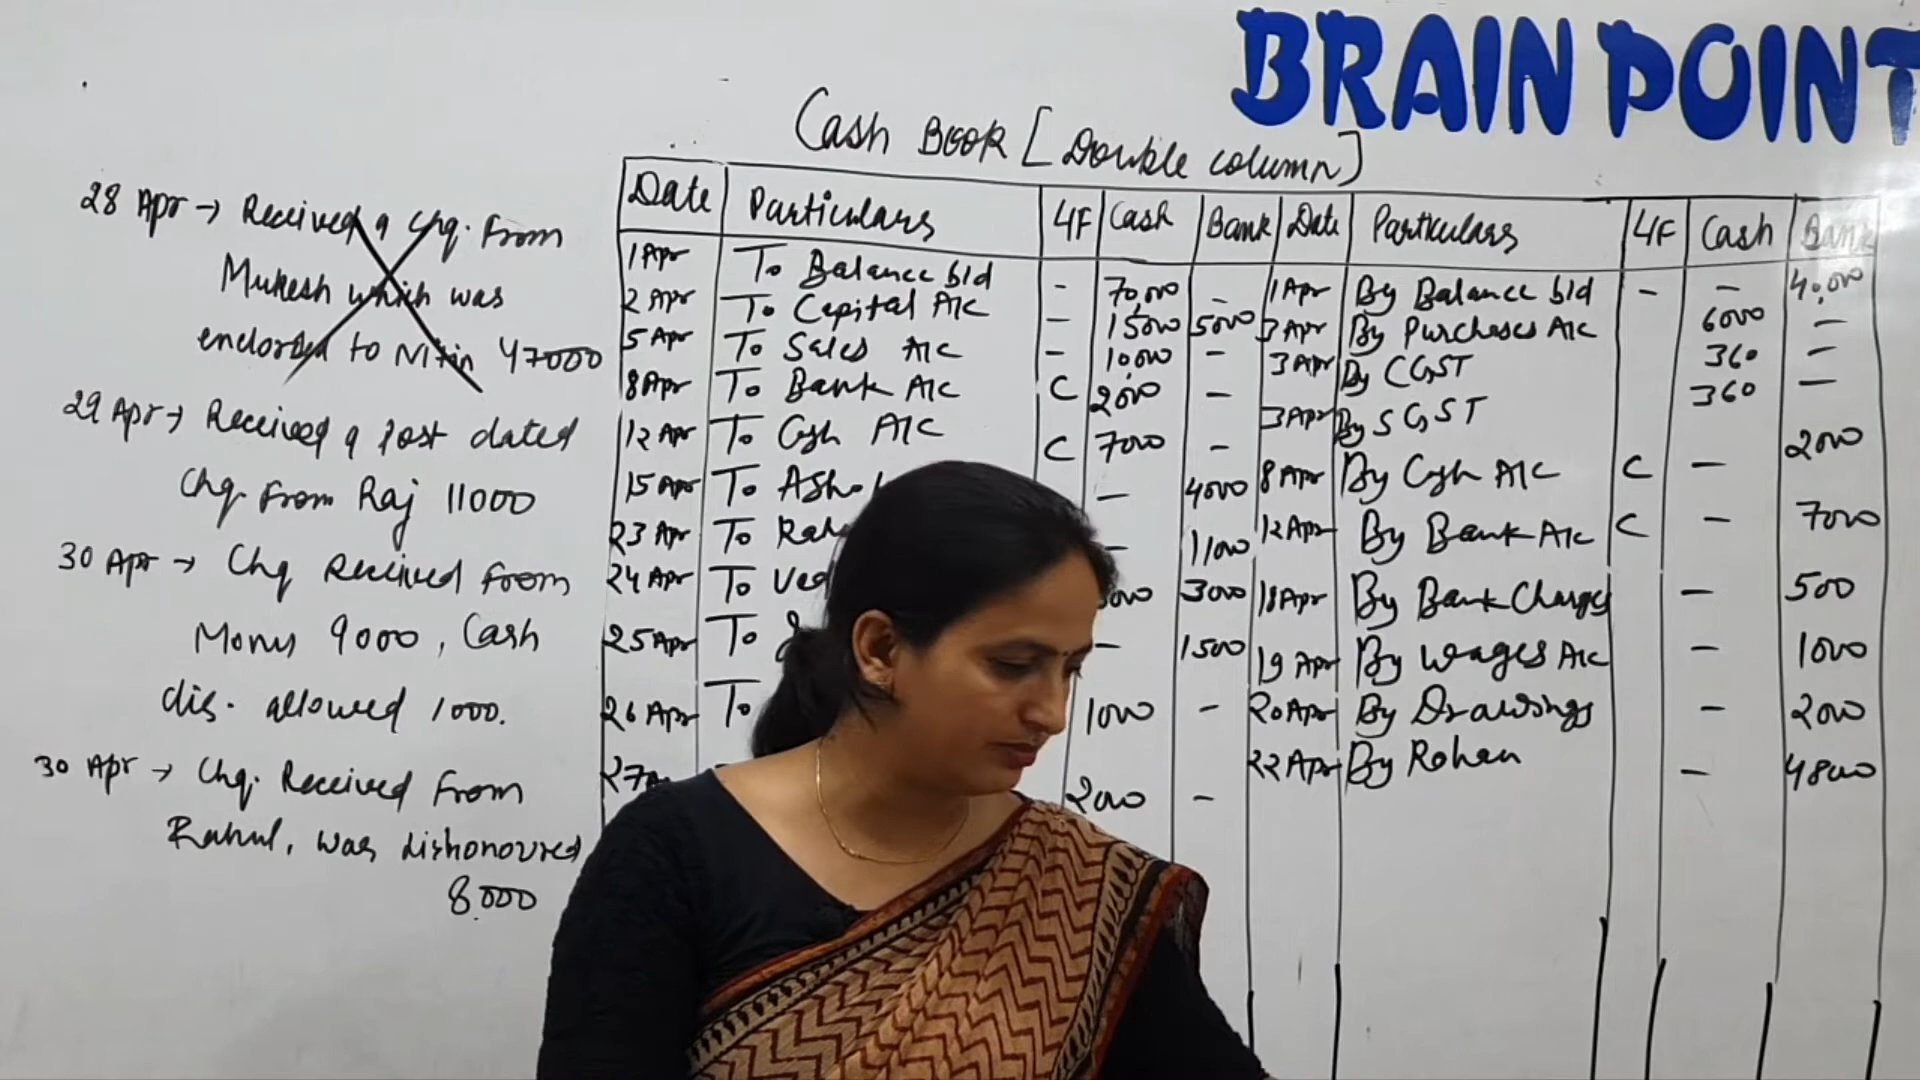 BRAIN POINT
Cash Book [Double column]
28 Apr → Received a chq. From
Mukesh which was
endorsed to Nitin 47000
29 Apr → Received a Post dated
Chq. From Raj 11000
30 Apr → Chq Received From
9000, Cash
dis. allowed 1000.
30 Apr → Chq. Received From
Rahul, was dishonoured
8000
Date Particulars LF Cash Bank Date Particulars LF Cash Bank
1 Apr To Balance b/d - 70,000 - 1 Apr By Balance b/d - - 40,000
2 Apr To Capital A/C - 15000 5000 3 Apr By Purchases A/C 6000 -
5 Apr To Sales A/C - 10,000 - 3 Apr By CGST 360 -
8 Apr To Bank A/C C 2000 - 3 Apr By SGST 360 -
12 Apr To Csh A/C C 7000 - 8 Apr By Csh A/C C - 2000
15 Apr To - 4000 12 Apr By Bank A/C C - 7000
23 Apr To - 1100 18 Apr By Bank Charges - 500
24 Apr To Ved 3000 19 Apr By Wages A/C - 1000
25 Apr To - 1500 20 Apr By Drawings - 2000
26 Apr To 1000 - 22 Apr By Rohan - 4800
2000 -